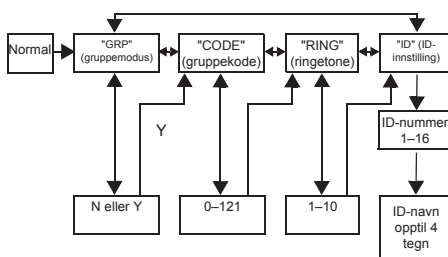 Normal
"GRP"
(gruppemodus)
"CODE"
(gruppekode)
"RING"
(ringetone)
"ID" (ID-
innstilling)
Y
ID-nummer
1–16
N eller Y
0–121
1–10
ID-navn
opptil 4
tegn